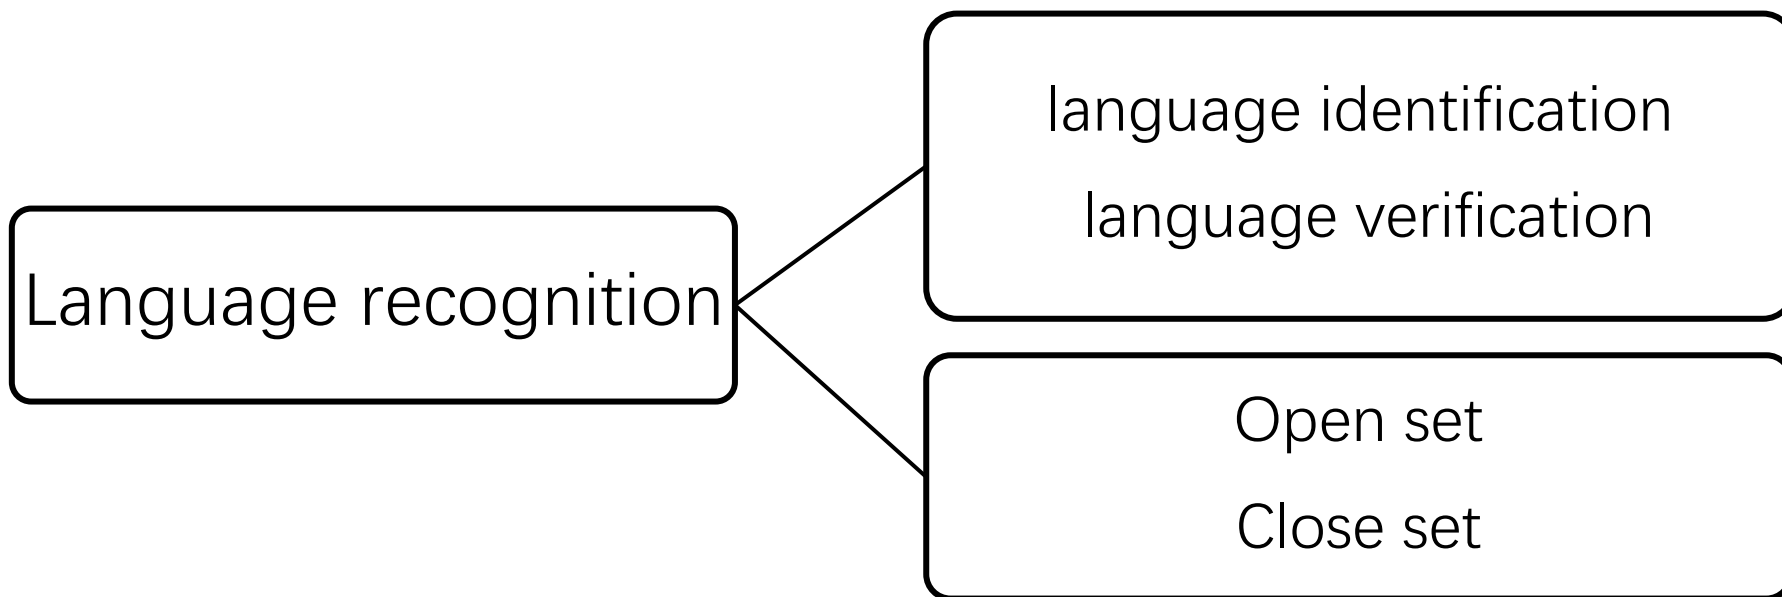 Language recognition
language identification
language verification
Open set
Close set